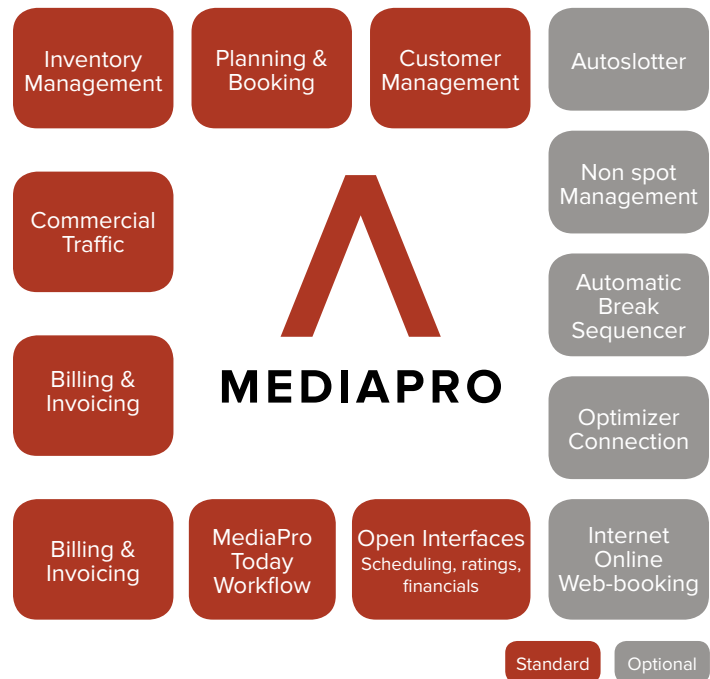 Inventory
Management
Planning &
Booking
Customer
Management
Autoslotter
Non spot
Management
Commercial
Traffic
Automatic
Break
Sequencer
Billing &
Invoicing
MEDIAPRO
Optimizer
Connection
Billing &
Invoicing
MediaPro
Today
Workflow
Open Interfaces
Scheduling, ratings,
financials
Internet
Online
Web-booking
Standard
Optional